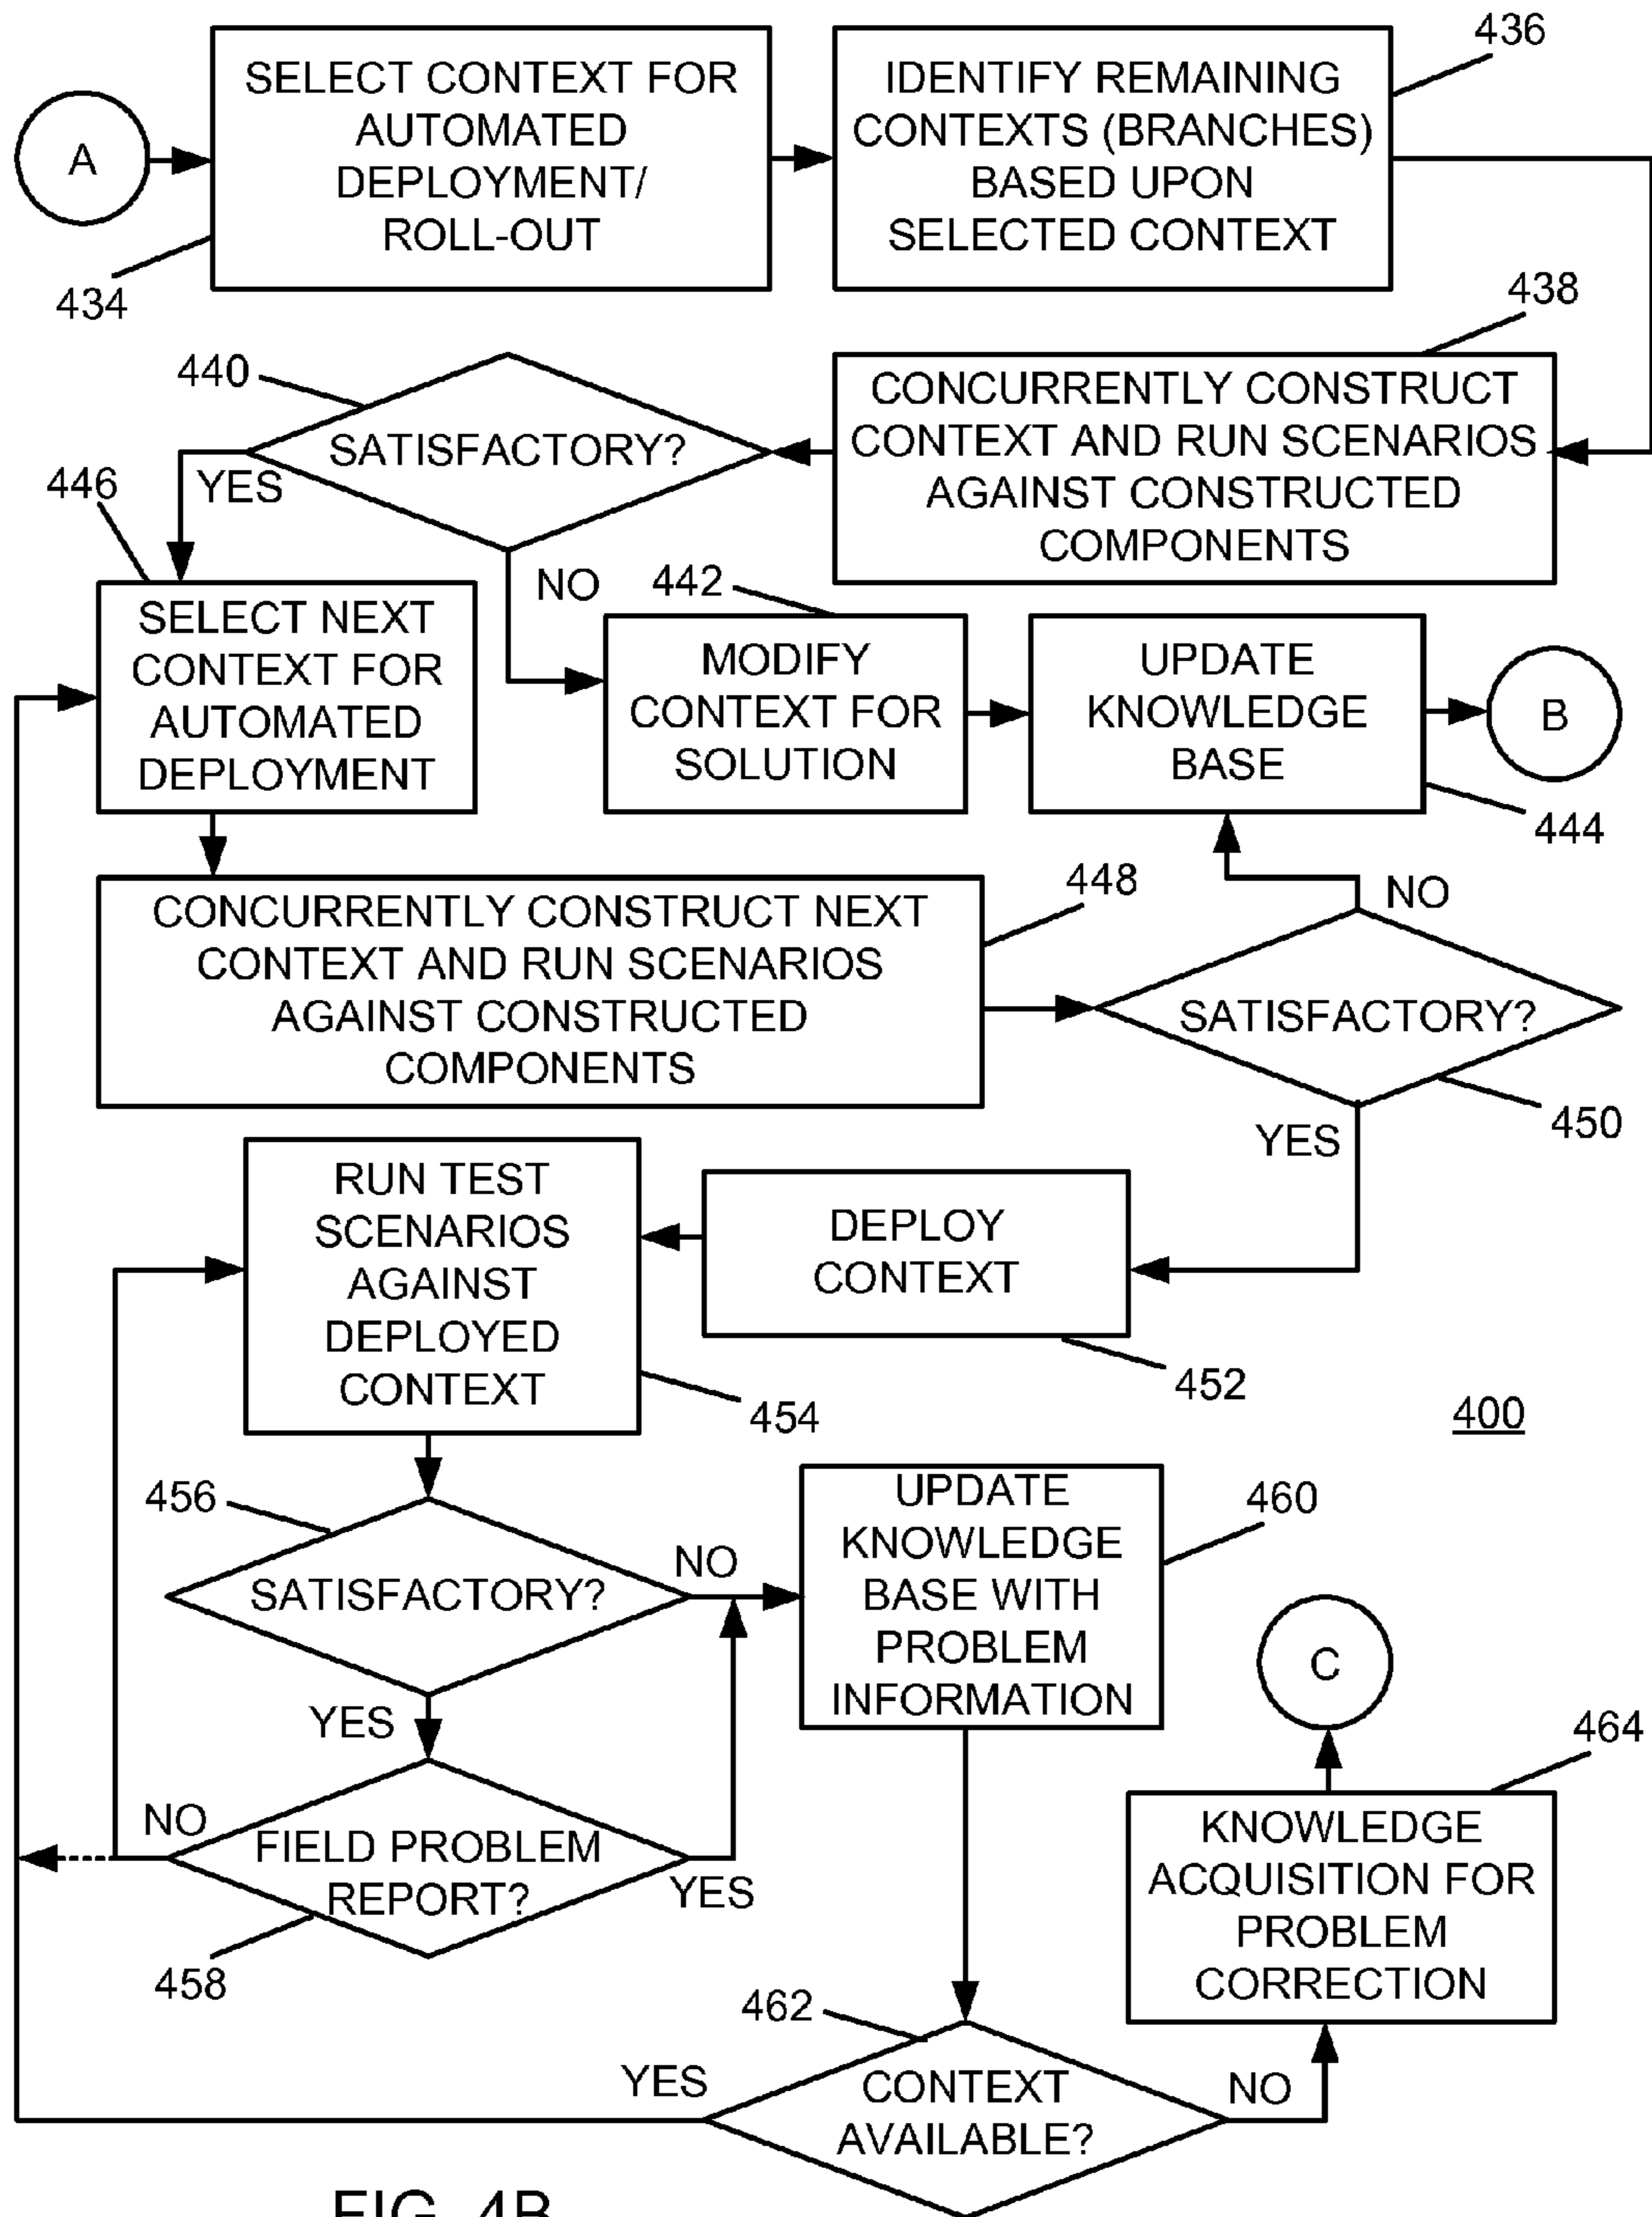 436
SELECT CONTEXT FOR
AUTOMATED
DEPLOYMENT/
ROLL-OUT
IDENTIFY REMAINING
CONTEXTS (BRANCHES)
BASED UPON
SELECTED CONTEXT
A
434
438
440
SATISFACTORY?
CONCURRENTLY CONSTRUCT
CONTEXT AND RUN SCENARIOS
AGAINST CONSTRUCTED
COMPONENTS
446
YES
NO
442
SELECT NEXT
CONTEXT FOR
AUTOMATED
DEPLOYMENT
MODIFY
CONTEXT FOR
SOLUTION
UPDATE
KNOWLEDGE
BASE
B
444
448
NO
CONCURRENTLY CONSTRUCT NEXT
CONTEXT AND RUN SCENARIOS
AGAINST CONSTRUCTED
COMPONENTS
SATISFACTORY?
450
YES
RUN TEST
SCENARIOS
AGAINST
DEPLOYED
CONTEXT
DEPLOY
CONTEXT
452
454
400
456
SATISFACTORY?
NO
UPDATE
KNOWLEDGE
BASE WITH
PROBLEM
INFORMATION
460
C
YES
464
NO
FIELD PROBLEM
REPORT?
YES
458
KNOWLEDGE
ACQUISITION FOR
PROBLEM
CORRECTION
462
YES
CONTEXT
AVAILABLE?
NO
FIG. 4B